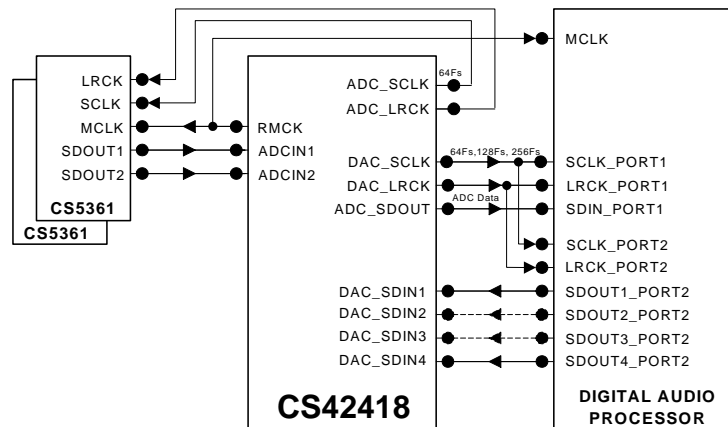 LRCK
SCLK
MCLK
SDOUT1
SDOUT2
CS5361
CS5361
RMCK
ADCIN1
ADCIN2
ADC_SCLK
ADC_LRCK
DAC_SCLK
DAC_LRCK
ADC_SDOUT
DAC_SDIN1
DAC_SDIN2
DAC_SDIN3
DAC_SDIN4
CS42418
64Fs
64Fs,128Fs, 256Fs
ADC Data
MCLK
SCLK_PORT1
LRCK_PORT1
SDIN_PORT1
SCLK_PORT2
LRCK_PORT2
SDOUT1_PORT2
SDOUT2_PORT2
SDOUT3_PORT2
SDOUT4_PORT2
DIGITAL AUDIO
PROCESSOR